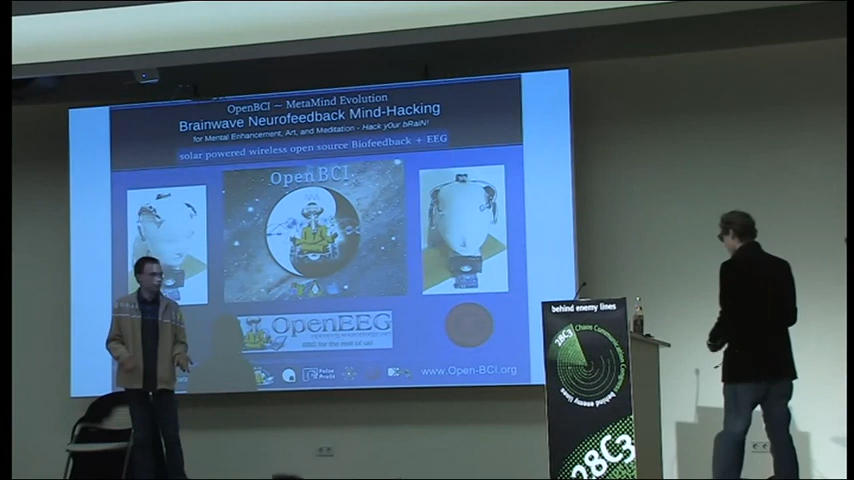 OpenBCI ~ MetaMind Evolution
Brainwave Neurofeedback Mind-Hacking
for Mental Enhancement, Art, and Meditation - Hack yOur bRaiN!
solar powered wireless open source Biofeedback + EEG
OpenBCI
OpenEEG
EEG for the rest of us!
False Profit
www.Open-BCI.org
behind enemy lines
28C3
Chaos Communication Congress
behind enemy lines
28C3